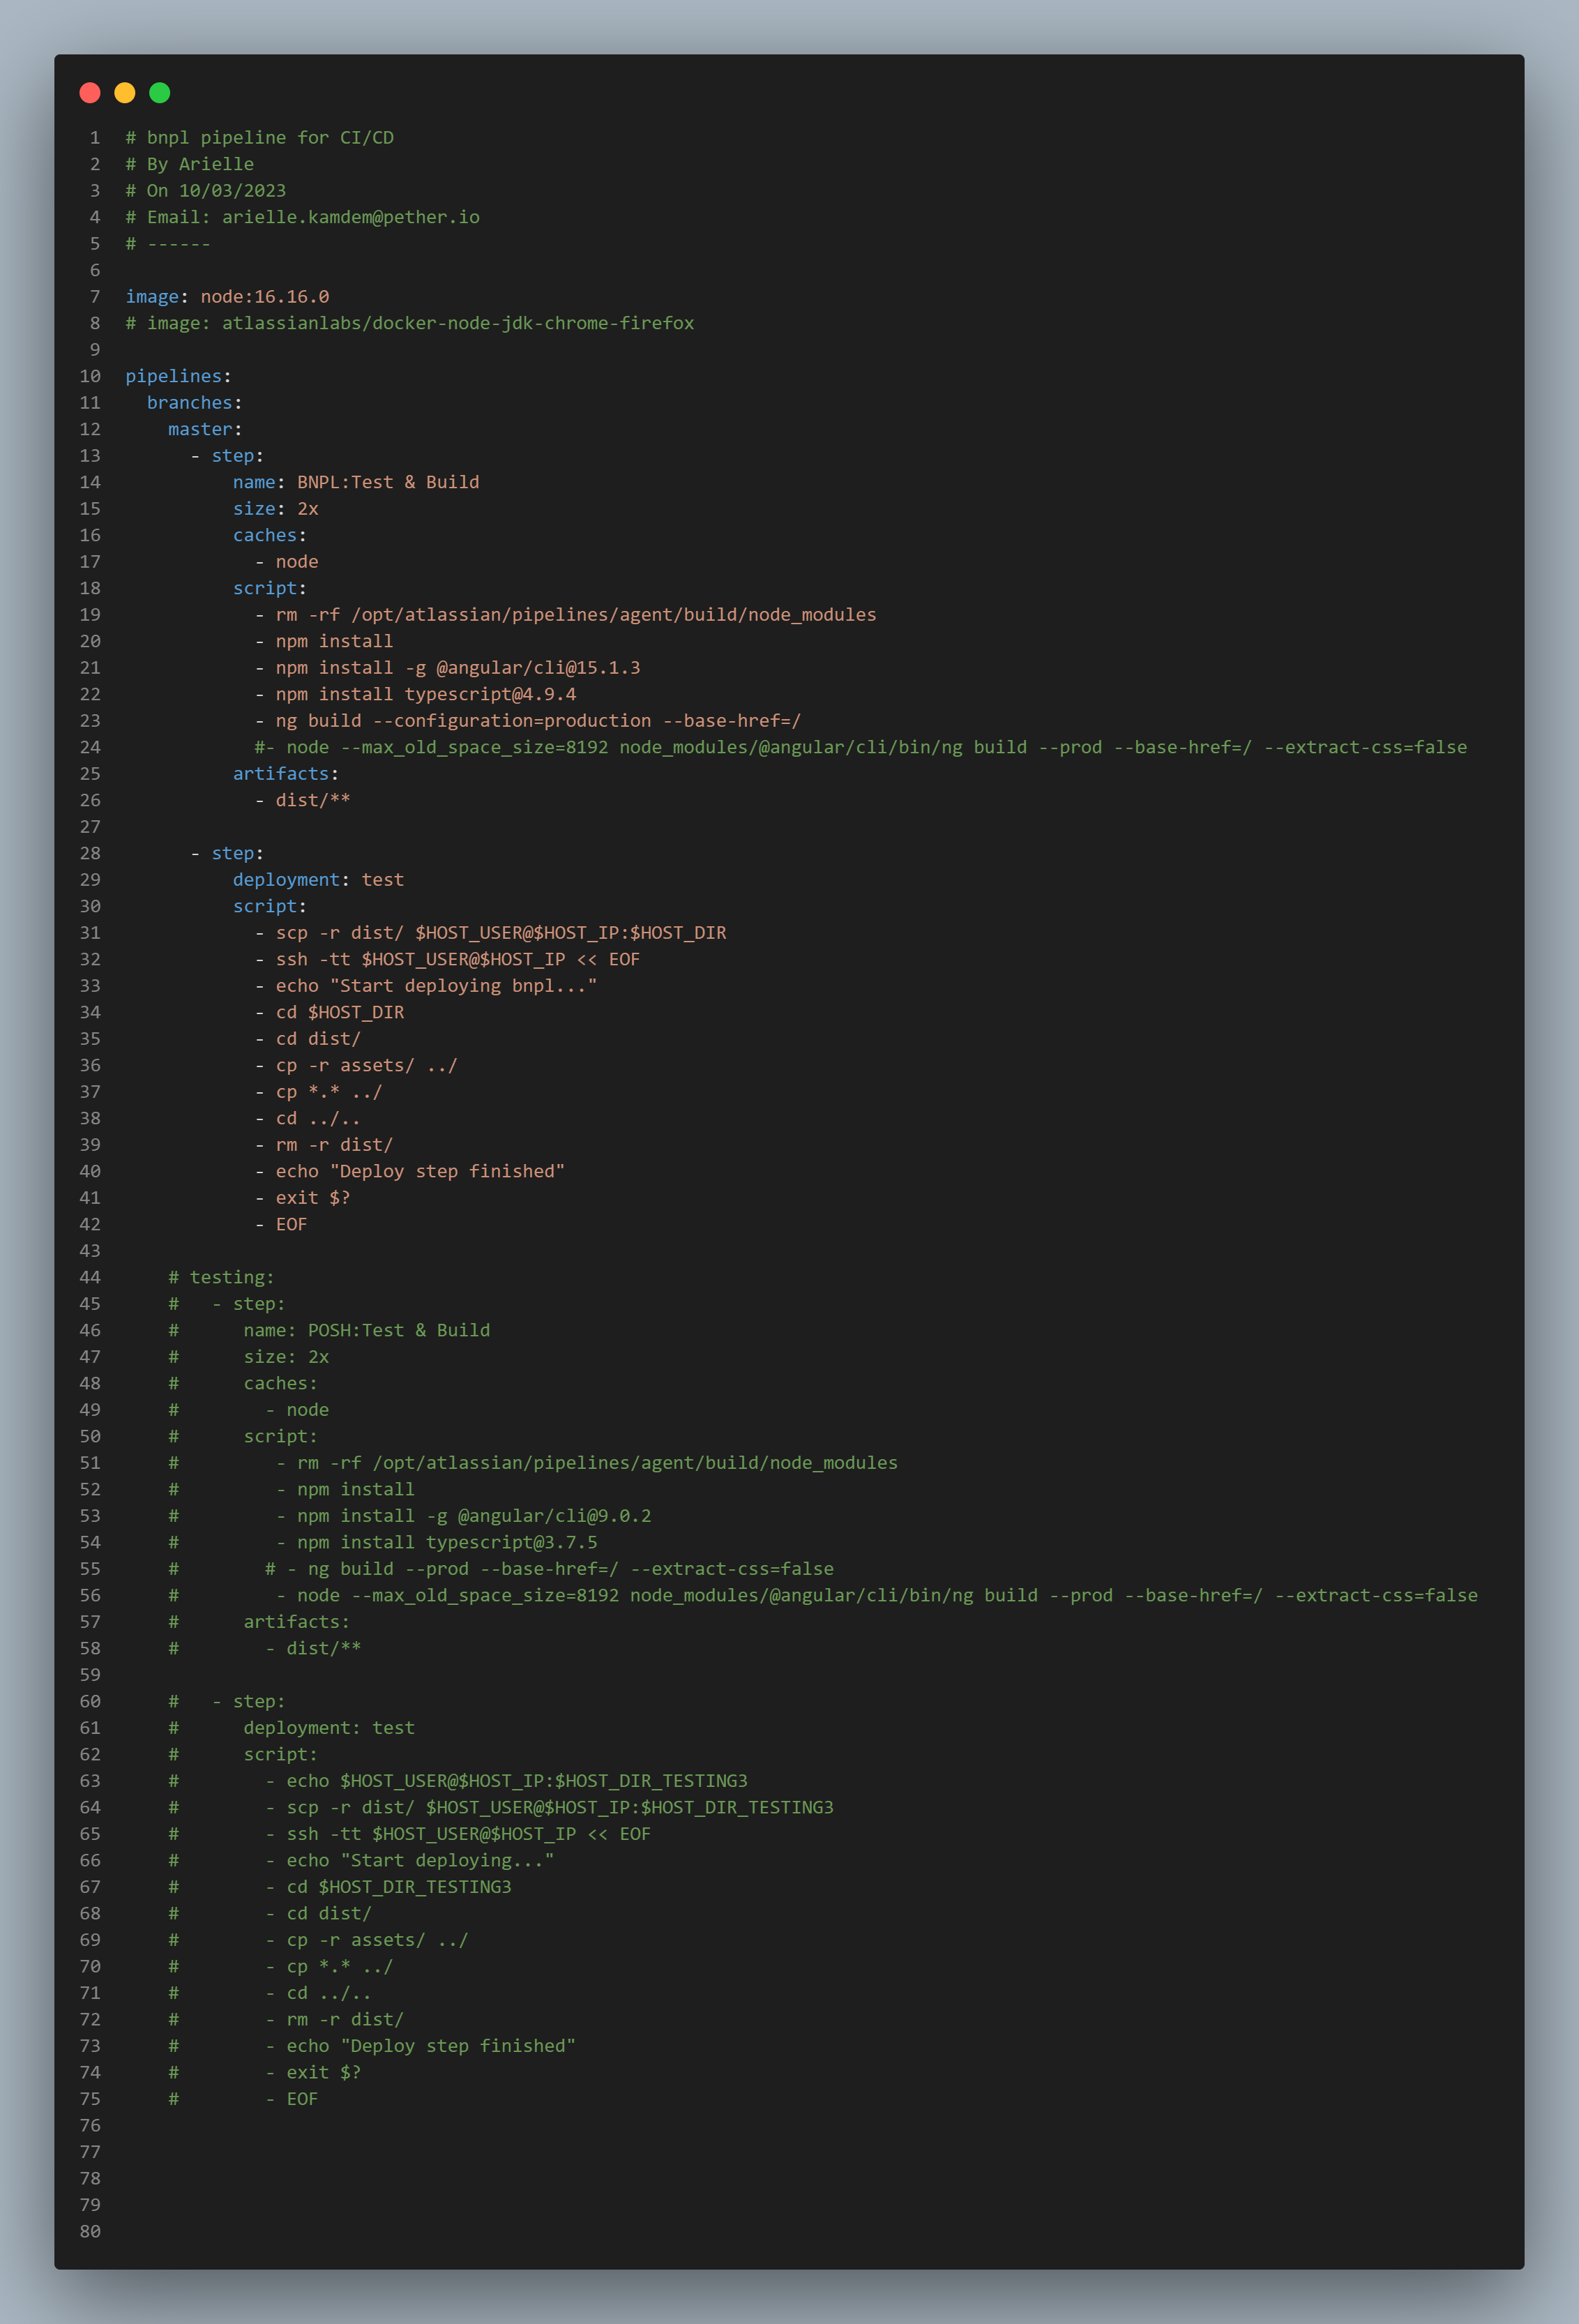 1 # bnpl pipeline for CI/CD
2 # By Arielle
3 # On 10/03/2023
4 # Email: arielle.kamdem@pether.io
5 # ------
6
7 image: node:16.16.0
8 # image: atlassianlabs/docker-node-jdk-chrome-firefox
9
10 pipelines:
11   branches:
12     master:
13       - step:
14           name: BNPL:Test & Build
15           size: 2x
16           caches:
17             - node
18           script:
19             - rm -rf /opt/atlassian/pipelines/agent/build/node_modules
20             - npm install
21             - npm install -g @angular/cli@15.1.3
22             - npm install typescript@4.9.4
23             - ng build --configuration=production --base-href=/
24             #- node --max_old_space_size=8192 node_modules/@angular/cli/bin/ng build --prod --base-href=/ --extract-css=false
25           artifacts:
26             - dist/**
27
28       - step:
29           deployment: test
30           script:
31             - scp -r dist/ $HOST_USER@$HOST_IP:$HOST_DIR
32             - ssh -tt $HOST_USER@$HOST_IP << EOF
33             - echo "Start deploying bnpl..."
34             - cd $HOST_DIR
35             - cd dist/
36             - cp -r assets/ ../
37             - cp *.* ../
38             - cd ../..
39             - rm -r dist/
40             - echo "Deploy step finished"
41             - exit $?
42             - EOF
43
44     # testing:
45     #   - step:
46     #      name: POSH:Test & Build
47     #      size: 2x
48     #      caches:
49     #        - node
50     #      script:
51     #         - rm -rf /opt/atlassian/pipelines/agent/build/node_modules
52     #         - npm install
53     #         - npm install -g @angular/cli@9.0.2
54     #         - npm install typescript@3.7.5
55     #        # - ng build --prod --base-href=/ --extract-css=false
56     #         - node --max_old_space_size=8192 node_modules/@angular/cli/bin/ng build --prod --base-href=/ --extract-css=false
57     #      artifacts:
58     #        - dist/**
59
60     #   - step:
61     #      deployment: test
62     #      script:
63     #        - echo $HOST_USER@$HOST_IP:$HOST_DIR_TESTING3
64     #        - scp -r dist/ $HOST_USER@$HOST_IP:$HOST_DIR_TESTING3
65     #        - ssh -tt $HOST_USER@$HOST_IP << EOF
66     #        - echo "Start deploying..."
67     #        - cd $HOST_DIR_TESTING3
68     #        - cd dist/
69     #        - cp -r assets/ ../
70     #        - cp *.* ../
71     #        - cd ../..
72     #        - rm -r dist/
73     #        - echo "Deploy step finished"
74     #        - exit $?
75     #        - EOF
76
77
78
79
80